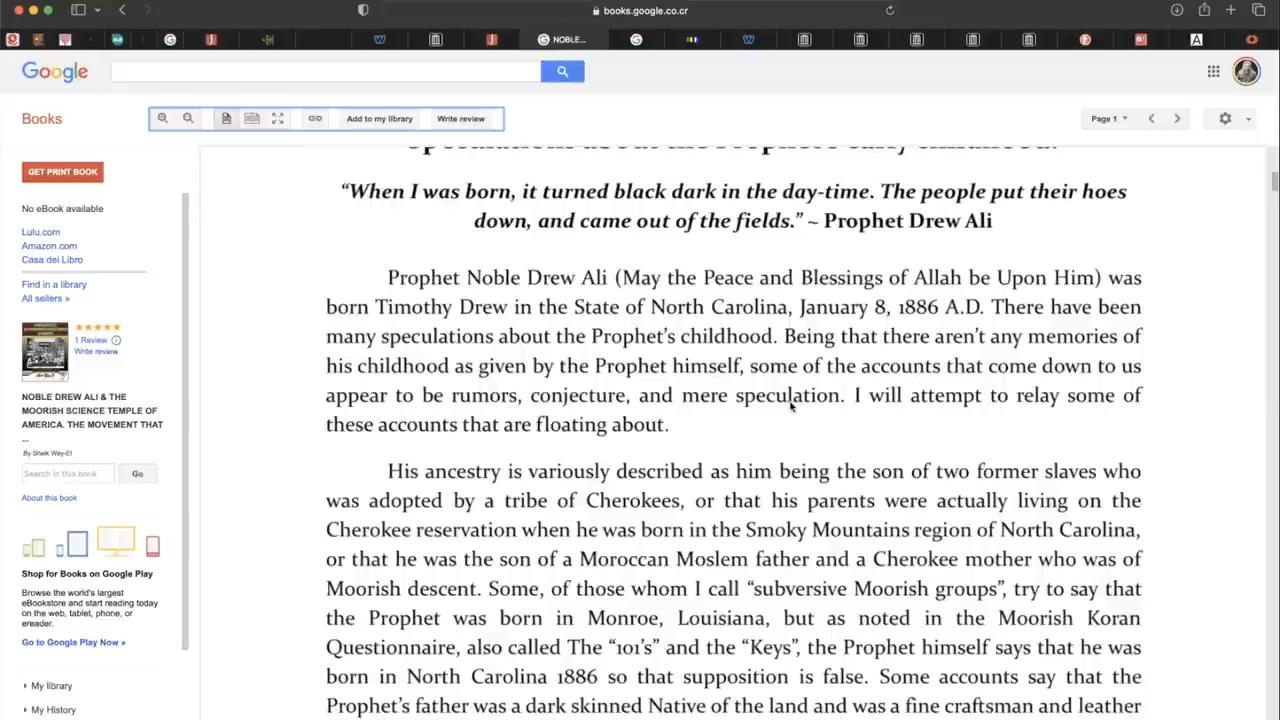 books.google.co.cr
NOBLE...
Google
Books
Add to my library
Write review
Page 1
GET PRINT BOOK
No eBook available
Lulu.com
Amazon.com
Casa del Libro
Find in a library
All sellers »
1 Review
Write review
NOBLE DREW ALI & THE
MOORISH SCIENCE TEMPLE OF
AMERICA. THE MOVEMENT THAT
...
By Sheik Way-El
Search in this book
Go
About this book
Shop for Books on Google Play
Browse the world's largest
eBookstore and start reading today
on the web, tablet, phone, or
ereader.
Go to Google Play Now »
My library
My History
Speculations about the Prophet's early childhood:
“When I was born, it turned black dark in the day-time. The people put their hoes
down, and came out of the fields.” ~ Prophet Drew Ali
Prophet Noble Drew Ali (May the Peace and Blessings of Allah be Upon Him) was
born Timothy Drew in the State of North Carolina, January 8, 1886 A.D. There have been
many speculations about the Prophet's childhood. Being that there aren't any memories of
his childhood as given by the Prophet himself, some of the accounts that come down to us
appear to be rumors, conjecture, and mere speculation. I will attempt to relay some of
these accounts that are floating about.
His ancestry is variously described as him being the son of two former slaves who
was adopted by a tribe of Cherokees, or that his parents were actually living on the
Cherokee reservation when he was born in the Smoky Mountains region of North Carolina,
or that he was the son of a Moroccan Moslem father and a Cherokee mother who was of
Moorish descent. Some, of those whom I call “subversive Moorish groups”, try to say that
the Prophet was born in Monroe, Louisiana, but as noted in the Moorish Koran
Questionnaire, also called The “101's” and the “Keys”, the Prophet himself says that he was
born in North Carolina 1886 so that supposition is false. Some accounts say that the
Prophet's father was a dark skinned Native of the land and was a fine craftsman and leather